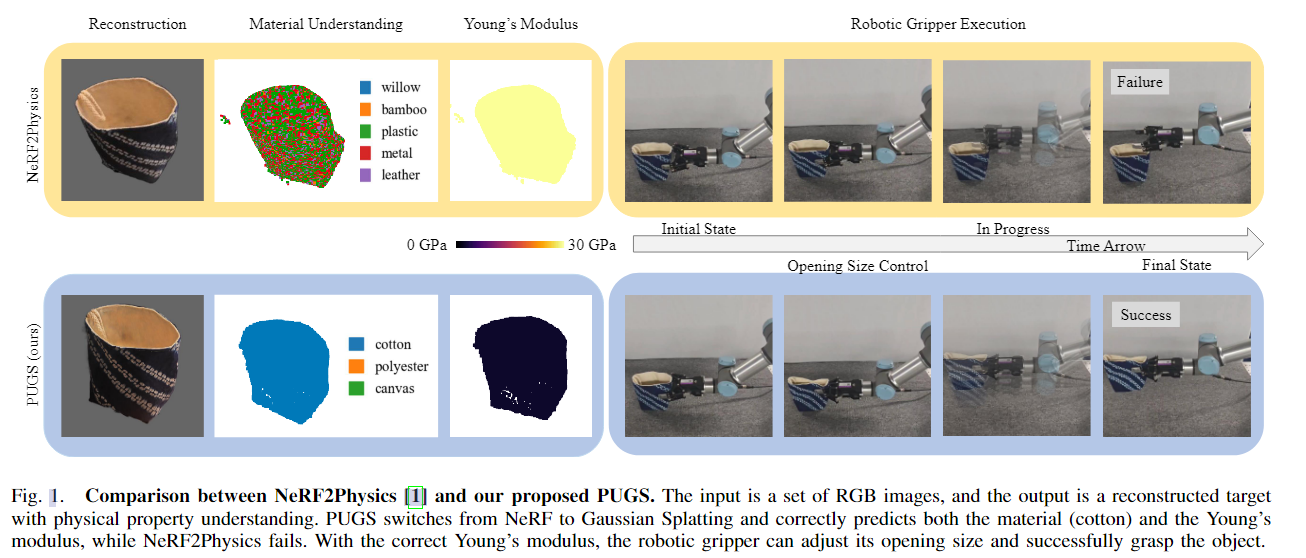 Reconstruction
Material Understanding
Young's Modulus
Robotic Gripper Execution
NeRF2Physics
willow
bamboo
plastic
metal
leather
Failure
0 GPa
30 GPa
Initial State
In Progress
Time Arrow
Opening Size Control
Final State
PUGS (ours)
cotton
polyester
canvas
Success
Fig. 1. Comparison between NeRF2Physics [1] and our proposed PUGS. The input is a set of RGB images, and the output is a reconstructed target
with physical property understanding. PUGS switches from NeRF to Gaussian Splatting and correctly predicts both the material (cotton) and the Young's
modulus, while NeRF2Physics fails. With the correct Young's modulus, the robotic gripper can adjust its opening size and successfully grasp the object.